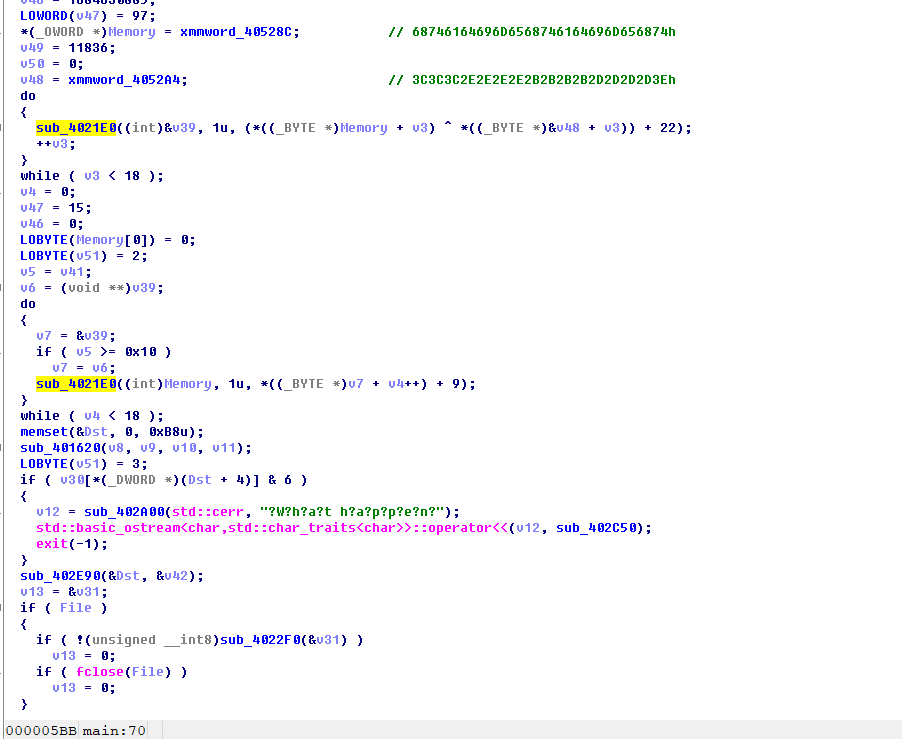 LOWORD(v47) = 97;
*(_OWORD *)Memory = xmmword_40528C; // 68746164696D6568746164696D656874h
v49 = 11836;
v50 = 0;
v48 = xmmword_4052A4; // 3C3C3C2E2E2E2E2B2B2B2B2D2D2D2D3Eh
do
{
sub_4021E0((int)&v39, 1u, (*((_BYTE *)Memory + v3) ^ *((_BYTE *)&v48 + v3)) + 22);
++v3;
}
while ( v3 < 18 );
v4 = 0;
v47 = 15;
v46 = 0;
LOBYTE(Memory[0]) = 0;
LOBYTE(v51) = 2;
v5 = v41;
v6 = (void **)v39;
do
{
v7 = &v39;
if ( v5 >= 0x10 )
v7 = v6;
sub_4021E0((int)Memory, 1u, *((_BYTE *)v7 + v4++) + 9);
}
while ( v4 < 18 );
memset(&Dst, 0, 0xB8u);
sub_401620(v8, v9, v10, v11);
LOBYTE(v51) = 3;
if ( v30[*(_DWORD *)(Dst + 4)] & 6 )
{
v12 = sub_402A00(std::cerr, "?W?h?a?t h?a?p?p?e?n?");
std::basic_ostream<char,std::char_traits<char>>::operator<<(v12, sub_402C50);
exit(-1);
}
sub_402E90(&Dst, &v42);
v13 = &v31;
if ( File )
{
if ( !(unsigned __int8)sub_4022F0(&v31) )
v13 = 0;
if ( fclose(File) )
v13 = 0;
}
000005BB main:70